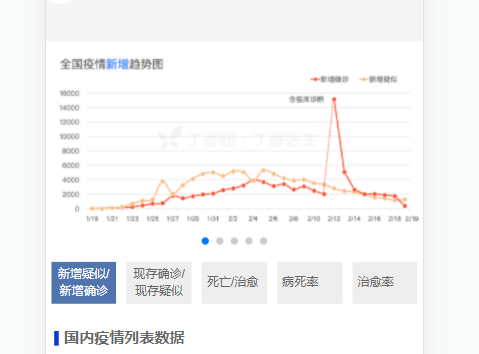 全国疫情新增趋势图
新增确诊 新增疑似
含临床诊断
16000
14000
12000
10000
8000
6000
4000
2000
0
丁香园·丁香医生
1/19 1/21 1/23 1/25 1/27 1/29 1/31 2/2 2/4 2/6 2/8 2/10 2/12 2/14 2/16 2/18 2/19
新增疑似/
新增确诊
现存确诊/
现存疑似
死亡/治愈
病死率
治愈率
国内疫情列表数据